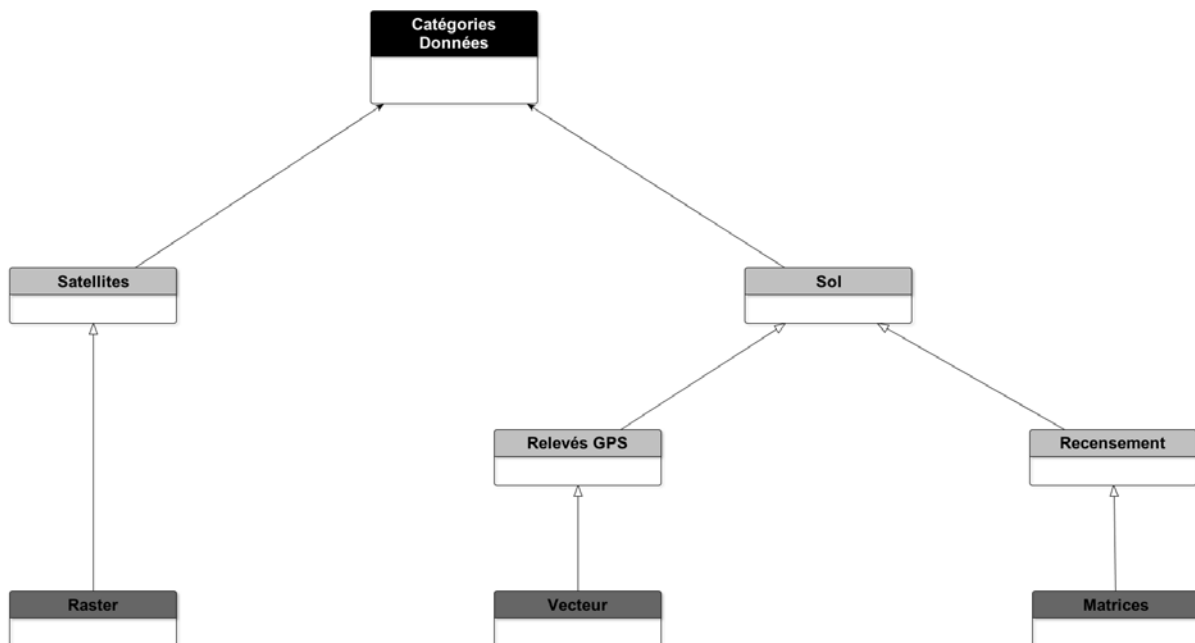 Catégories
Données
Satellites
Sol
Relevés GPS
Recensement
Raster
Vecteur
Matrices